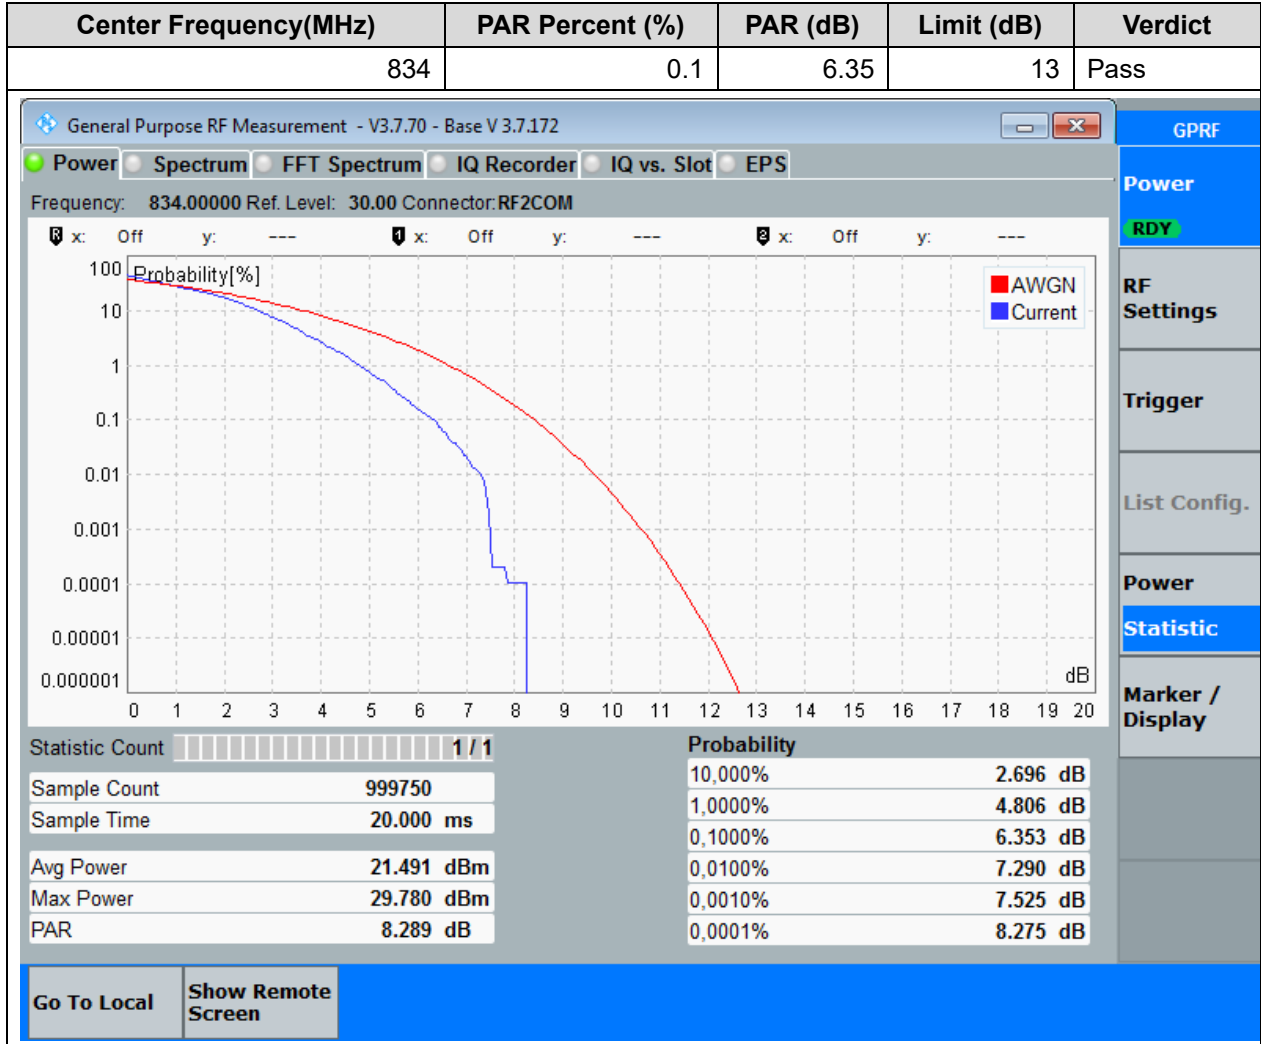 Center Frequency(MHz) PAR Percent (%) PAR (dB) Limit (dB) Verdict
834 0.1 6.35 13 Pass
General Purpose RF Measurement - V3.7.70 - Base V 3.7.172
GPRF
Power Spectrum FFT Spectrum IQ Recorder IQ vs. Slot EPS
Frequency: 834.00000 Ref. Level: 30.00 Connector: RF2COM
R x: Off y: --- 1 x: Off y: --- 2 x: Off y: ---
Probability[%]
AWGN
Current
100
10
1
0.1
0.01
0.001
0.0001
0.00001
0.000001
dB
0 1 2 3 4 5 6 7 8 9 10 11 12 13 14 15 16 17 18 19 20
Statistic Count 1 / 1
Sample Count 999750
Sample Time 20.000 ms
Avg Power 21.491 dBm
Max Power 29.780 dBm
PAR 8.289 dB
Probability
10,000% 2.696 dB
1,0000% 4.806 dB
0,1000% 6.353 dB
0,0100% 7.290 dB
0,0010% 7.525 dB
0,0001% 8.275 dB
Power
RDY
RF
Settings
Trigger
List Config.
Power
Statistic
Marker /
Display
Go To Local
Show Remote
Screen